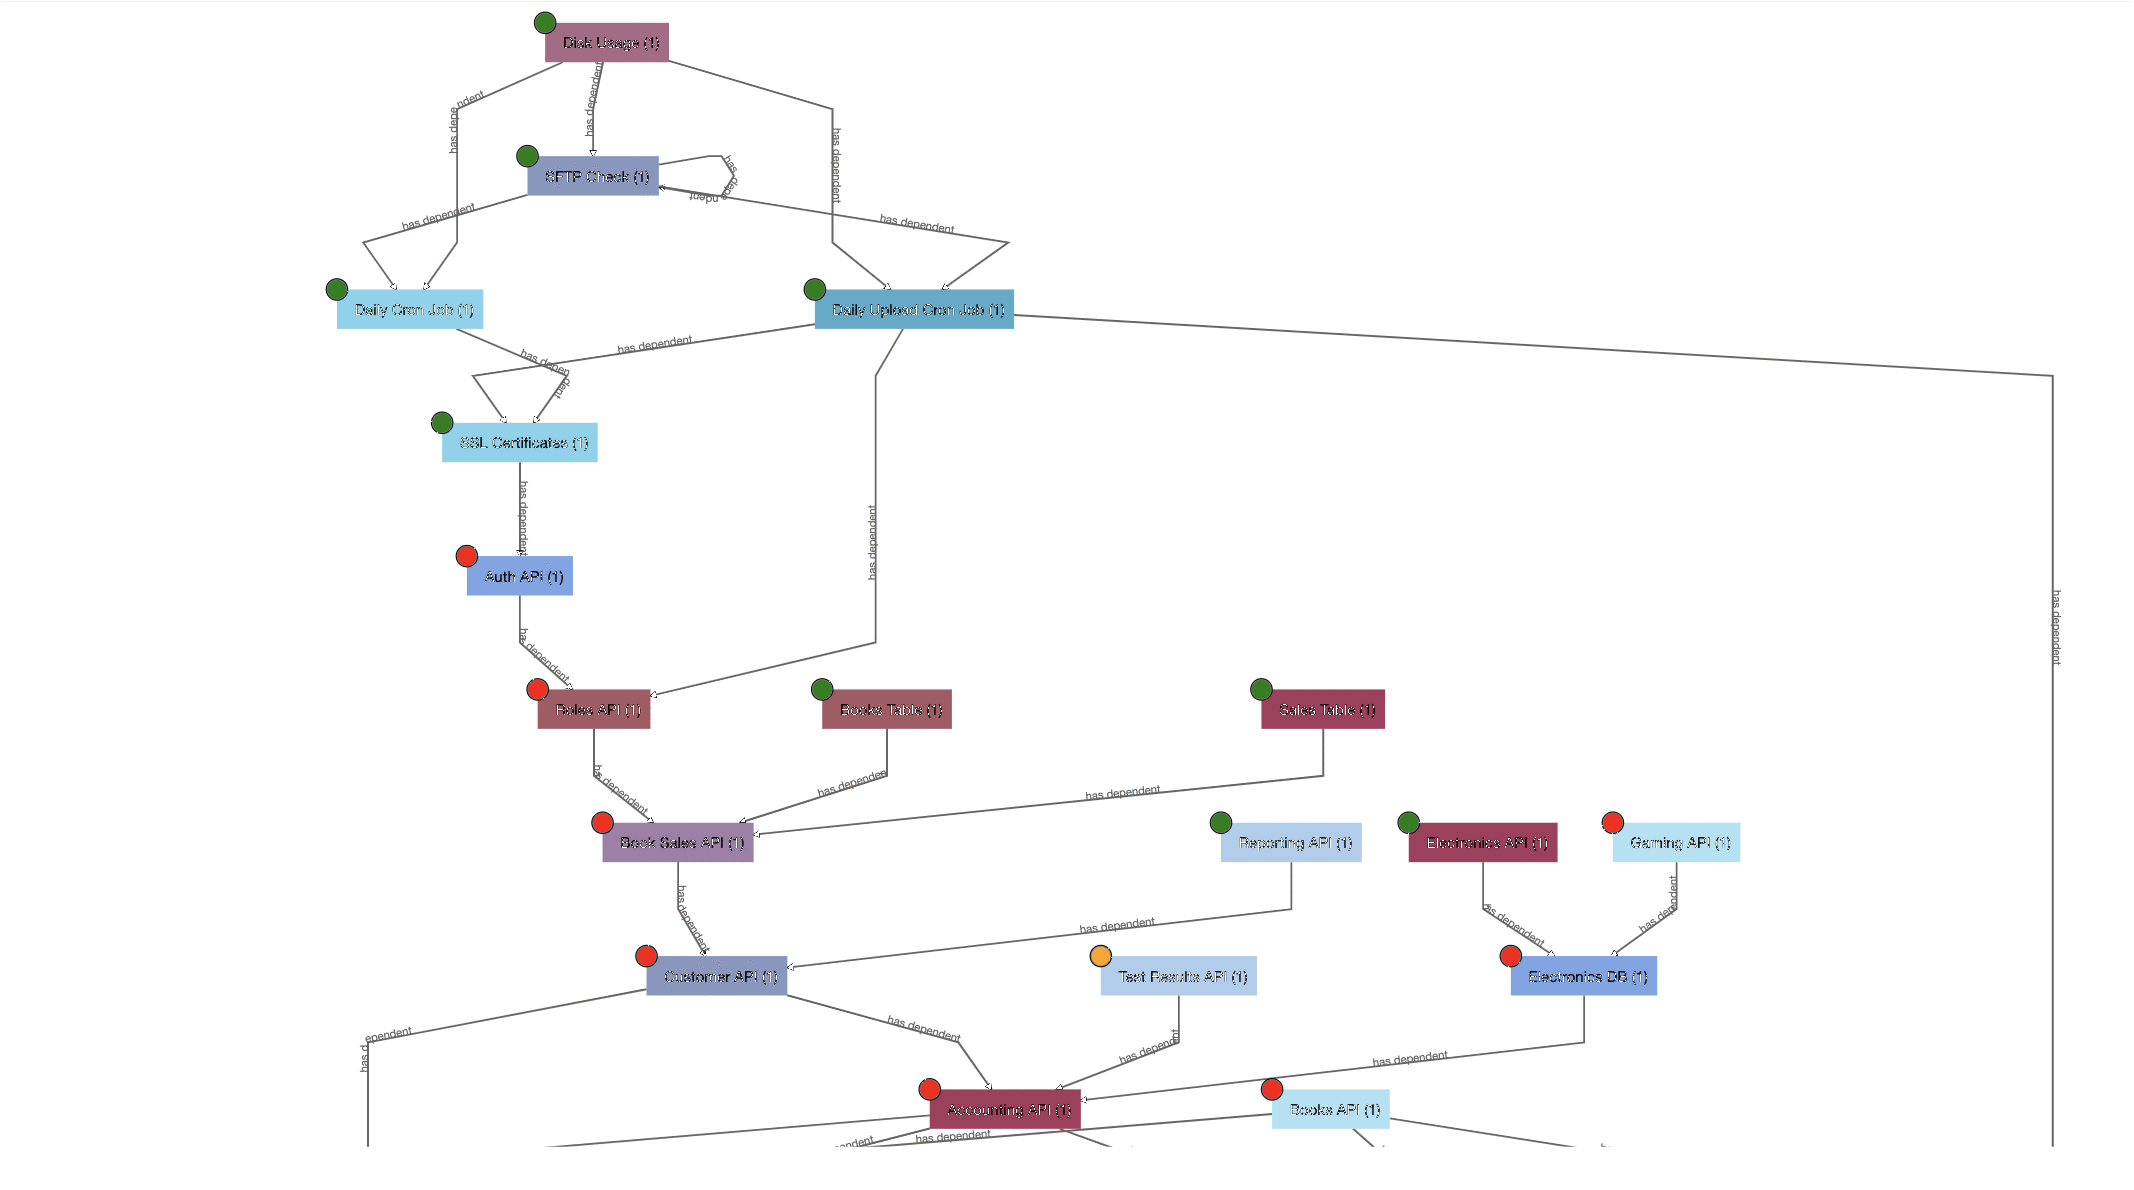 Disk Usage (1)
has dependent
has dependent
has dependent
SFTP Check (1)
has dependent
has dependent
has dependent
Daily Cron Job (1)
Daily Upload Cron Job (1)
has dependent
has dependent
SSL Certificates (1)
has dependent
has dependent
Auth API (1)
has dependent
has dependent
Roles API (1)
Books Table (1)
Sales Table (1)
has dependent
has dependen
has dependent
Book Sales API (1)
Reporting API (1)
Electronics API (1)
Gaming API (1)
has dependent
has dependent
has dependent
has dependent
Customer API (1)
Test Results API (1)
Electronics DB (1)
has dependent
has dependent
has dependent
has dependent
Accounting API (1)
Books API (1)
has dependent